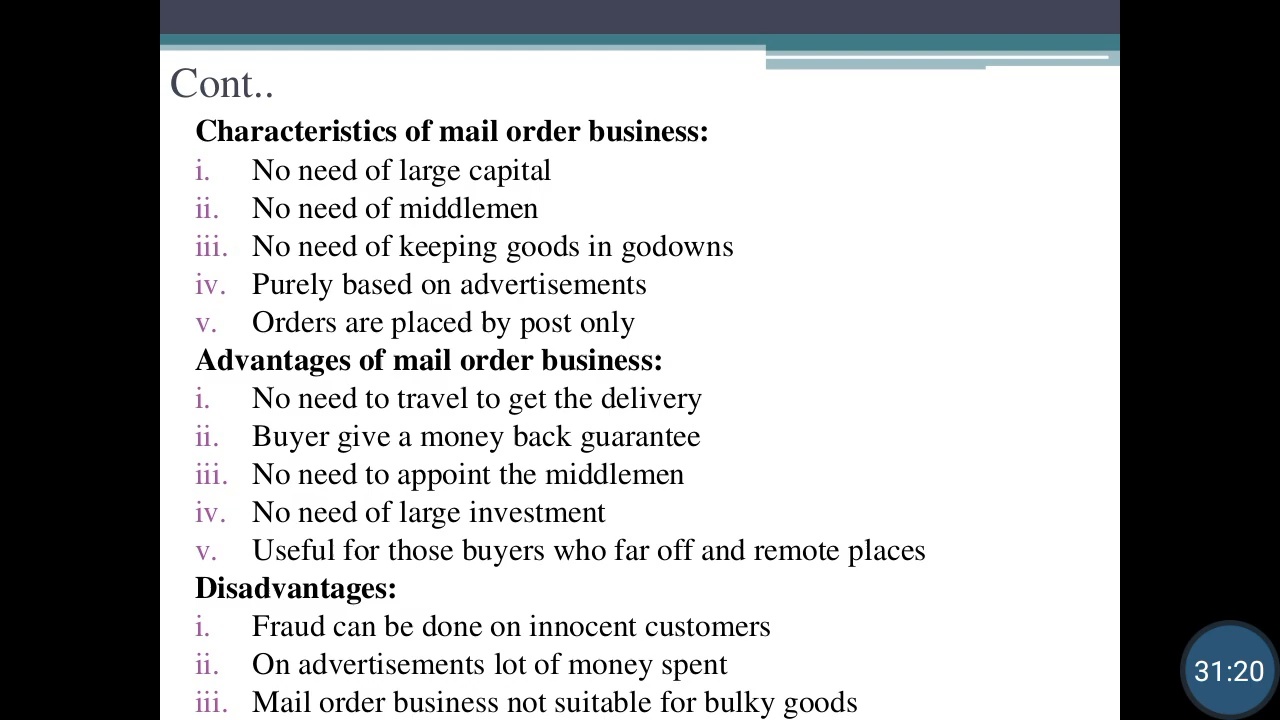 Cont..
Characteristics of mail order business:
i. No need of large capital
ii. No need of middlemen
iii. No need of keeping goods in godowns
iv. Purely based on advertisements
v. Orders are placed by post only
Advantages of mail order business:
i. No need to travel to get the delivery
ii. Buyer give a money back guarantee
iii. No need to appoint the middlemen
iv. No need of large investment
v. Useful for those buyers who far off and remote places
Disadvantages:
i. Fraud can be done on innocent customers
ii. On advertisements lot of money spent
iii. Mail order business not suitable for bulky goods
31:20